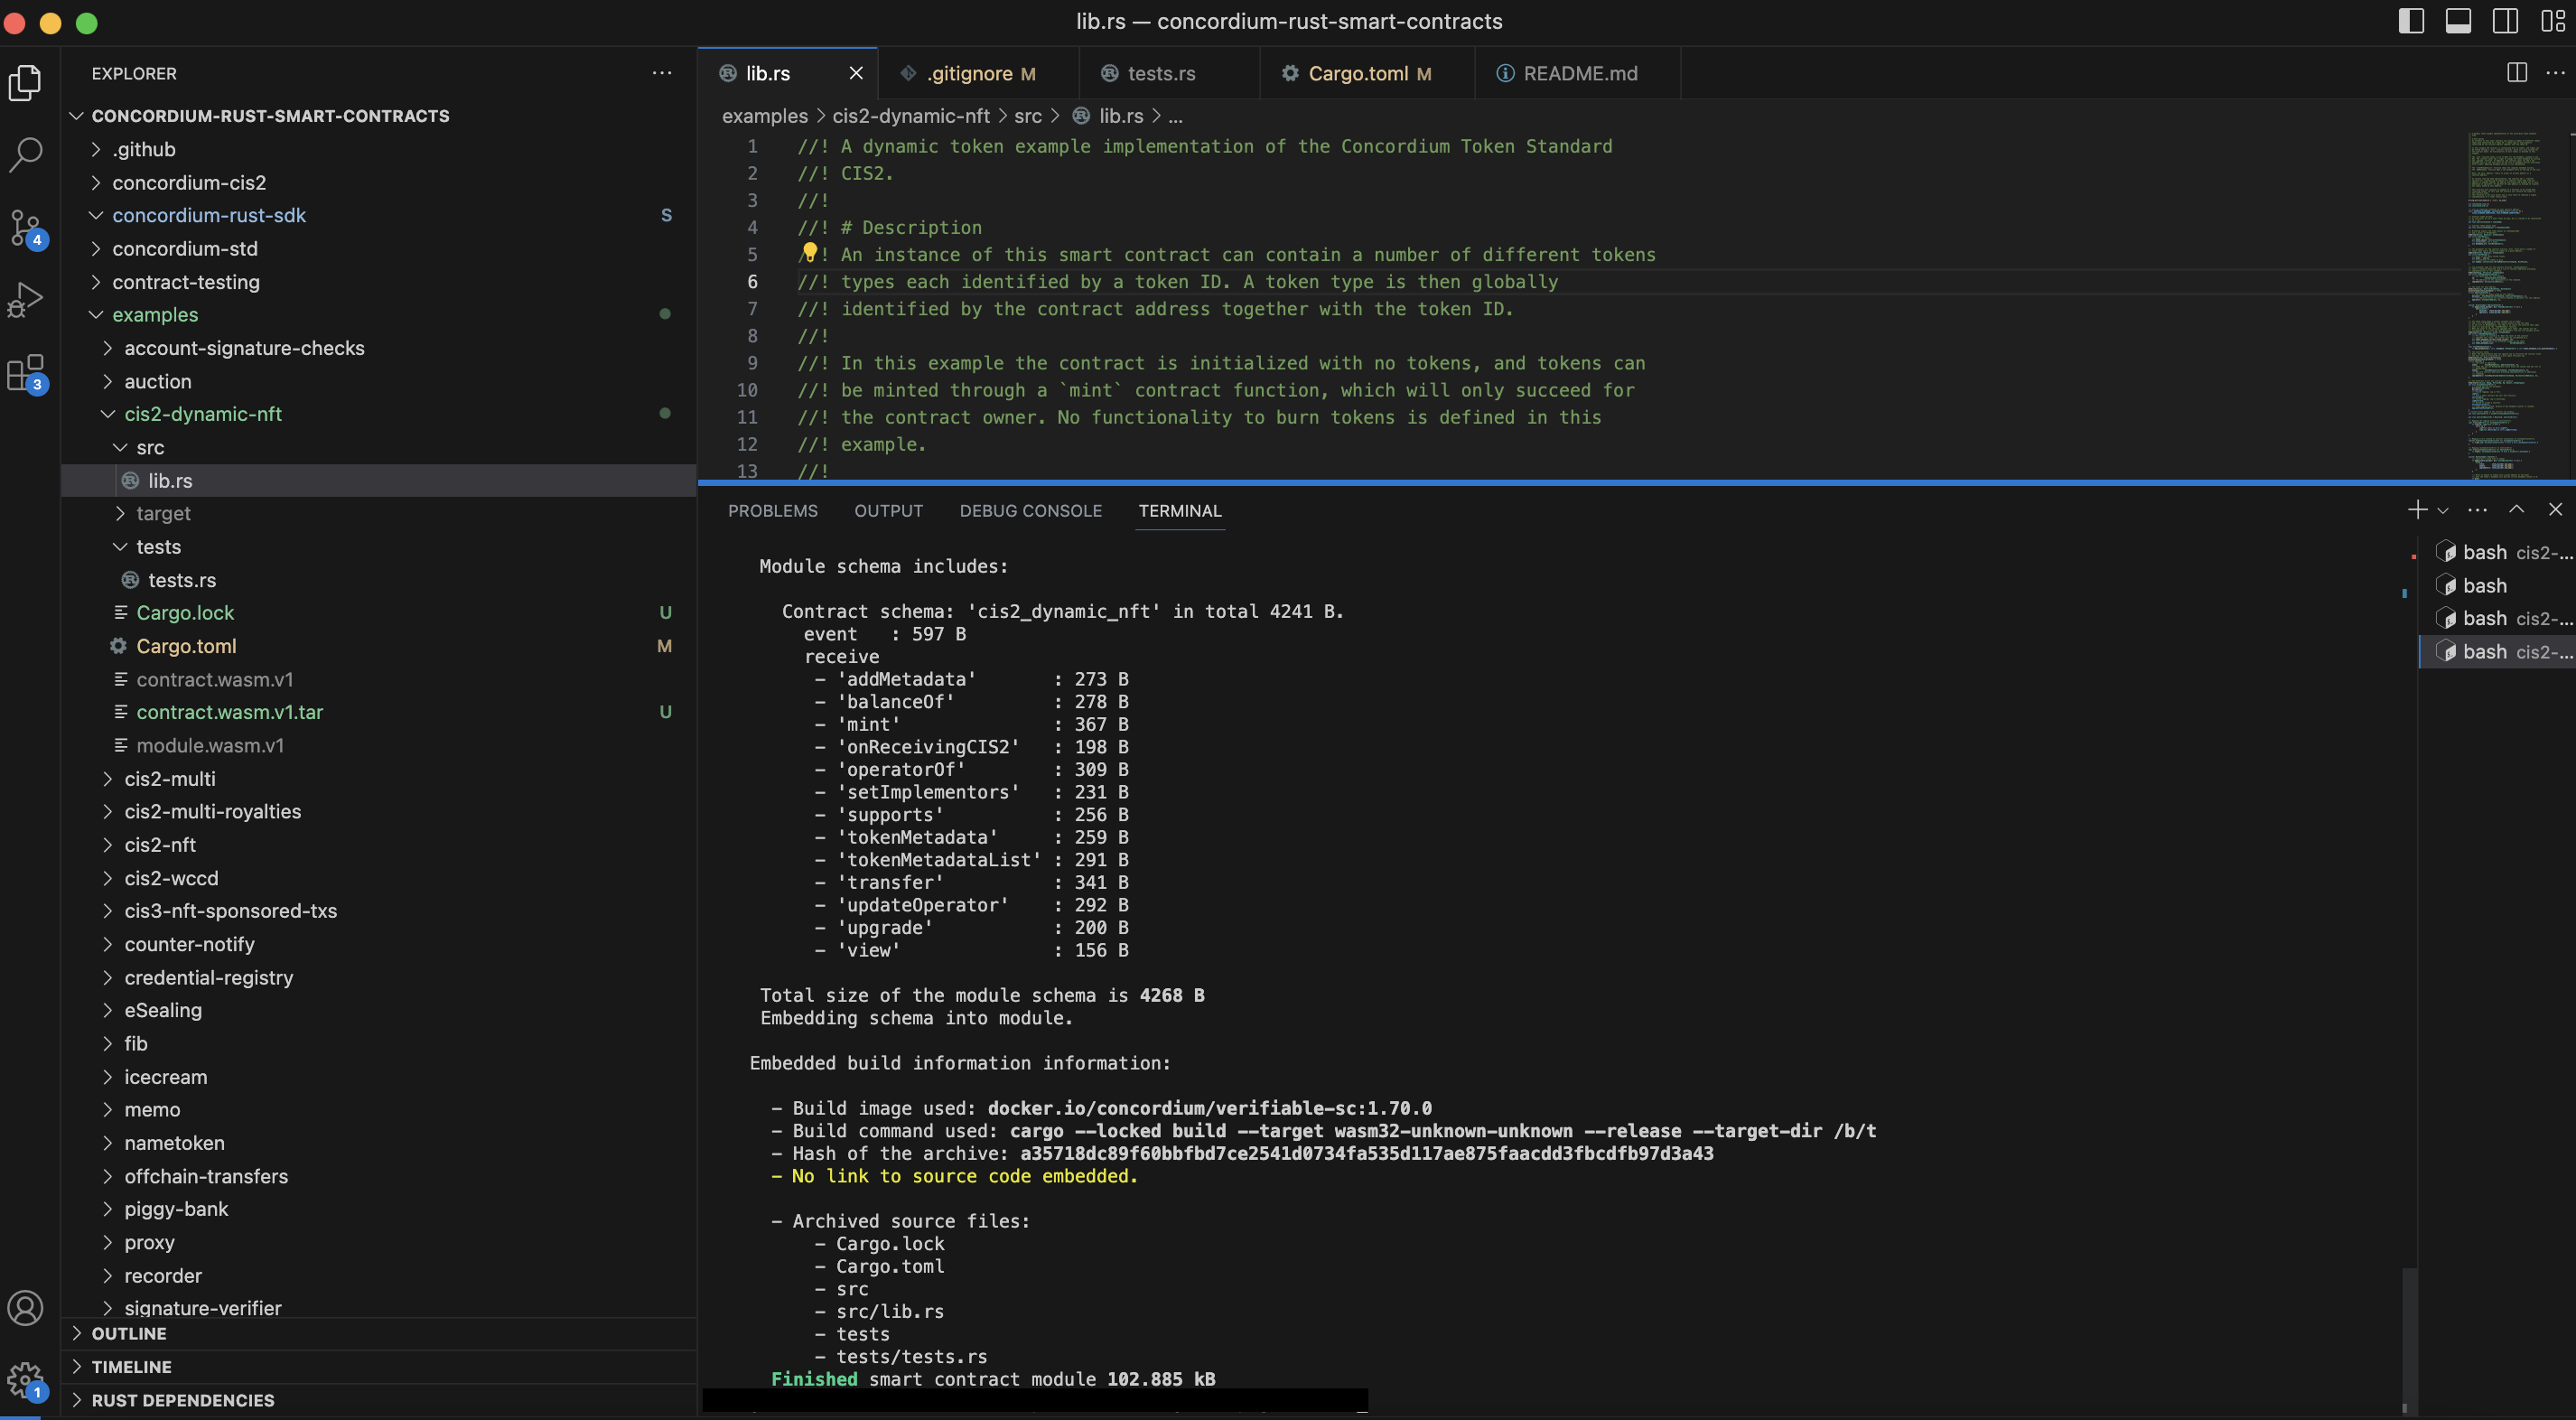 lib.rs — concordium-rust-smart-contracts
EXPLORER
CONCORDIUM-RUST-SMART-CONTRACTS
.github
concordium-cis2
concordium-rust-sdk S
concordium-std
contract-testing
examples
account-signature-checks
auction
cis2-dynamic-nft
src
lib.rs
target
tests
tests.rs
Cargo.lock U
Cargo.toml M
contract.wasm.v1
contract.wasm.v1.tar U
module.wasm.v1
cis2-multi
cis2-multi-royalties
cis2-nft
cis2-wccd
cis3-nft-sponsored-txs
counter-notify
credential-registry
eSealing
fib
icecream
memo
nametoken
offchain-transfers
piggy-bank
proxy
recorder
signature-verifier
OUTLINE
TIMELINE
RUST DEPENDENCIES
4
3
1
lib.rs .gitignore M tests.rs Cargo.toml M README.md
examples > cis2-dynamic-nft > src > lib.rs > ...
1 //! A dynamic token example implementation of the Concordium Token Standard
2 //! CIS2.
3 //!
4 //! # Description
5 //! An instance of this smart contract can contain a number of different tokens
6 //! types each identified by a token ID. A token type is then globally
7 //! identified by the contract address together with the token ID.
8 //!
9 //! In this example the contract is initialized with no tokens, and tokens can
10 //! be minted through a `mint` contract function, which will only succeed for
11 //! the contract owner. No functionality to burn tokens is defined in this
12 //! example.
13 //!
PROBLEMS OUTPUT DEBUG CONSOLE TERMINAL
Module schema includes:
Contract schema: 'cis2_dynamic_nft' in total 4241 B.
event : 597 B
receive
- 'addMetadata' : 273 B
- 'balanceOf' : 278 B
- 'mint' : 367 B
- 'onReceivingCIS2' : 198 B
- 'operatorOf' : 309 B
- 'setImplementors' : 231 B
- 'supports' : 256 B
- 'tokenMetadata' : 259 B
- 'tokenMetadataList' : 291 B
- 'transfer' : 341 B
- 'updateOperator' : 292 B
- 'upgrade' : 200 B
- 'view' : 156 B
Total size of the module schema is 4268 B
Embedding schema into module.
Embedded build information information:
- Build image used: docker.io/concordium/verifiable-sc:1.70.0
- Build command used: cargo --locked build --target wasm32-unknown-unknown --release --target-dir /b/t
- Hash of the archive: a35718dc89f60bbfbd7ce2541d0734fa535d117ae875faacdd3fbcdfb97d3a43
- No link to source code embedded.
- Archived source files:
- Cargo.lock
- Cargo.toml
- src
- src/lib.rs
- tests
- tests/tests.rs
Finished smart contract module 102.885 kB
bash cis2-...
bash
bash cis2-...
bash cis2-...